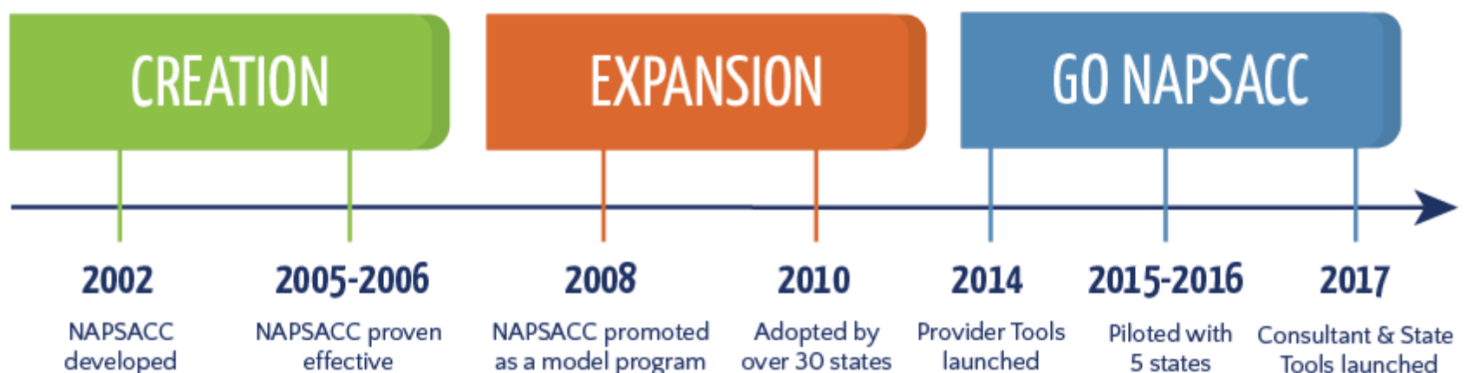 CREATION
EXPANSION
GO NAPSACC
2002
NAPSACC
developed
2005-2006
NAPSACC proven
effective
2008
NAPSACC promoted
as a model program
2010
Adopted by
over 30 states
2014
Provider Tools
launched
2015-2016
Piloted with
5 states
2017
Consultant & State
Tools launched